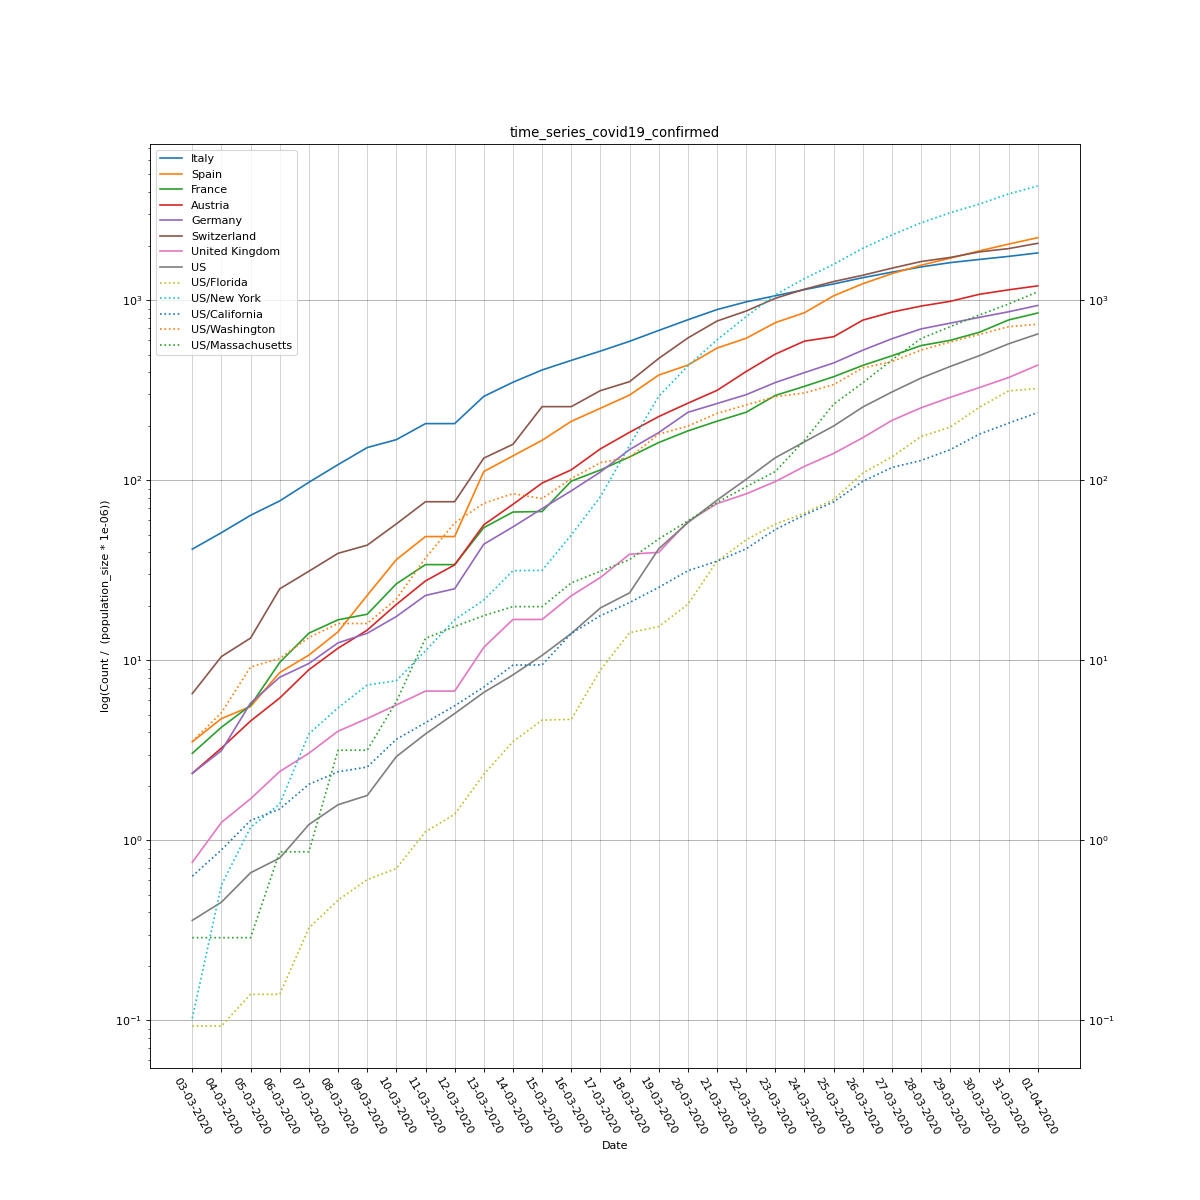 time_series_covid19_confirmed
Italy
Spain
France
Austria
Germany
Switzerland
United Kingdom
US
US/Florida
US/New York
US/California
US/Washington
US/Massachusetts
log(Count / (population_size * 1e-06))
10³
10²
10¹
10⁰
10⁻¹
10³
10²
10¹
10⁰
10⁻¹
03-03-2020
04-03-2020
05-03-2020
06-03-2020
07-03-2020
08-03-2020
09-03-2020
10-03-2020
11-03-2020
12-03-2020
13-03-2020
14-03-2020
15-03-2020
16-03-2020
17-03-2020
18-03-2020
19-03-2020
20-03-2020
21-03-2020
22-03-2020
23-03-2020
24-03-2020
25-03-2020
26-03-2020
27-03-2020
28-03-2020
29-03-2020
30-03-2020
31-03-2020
01-04-2020
Date